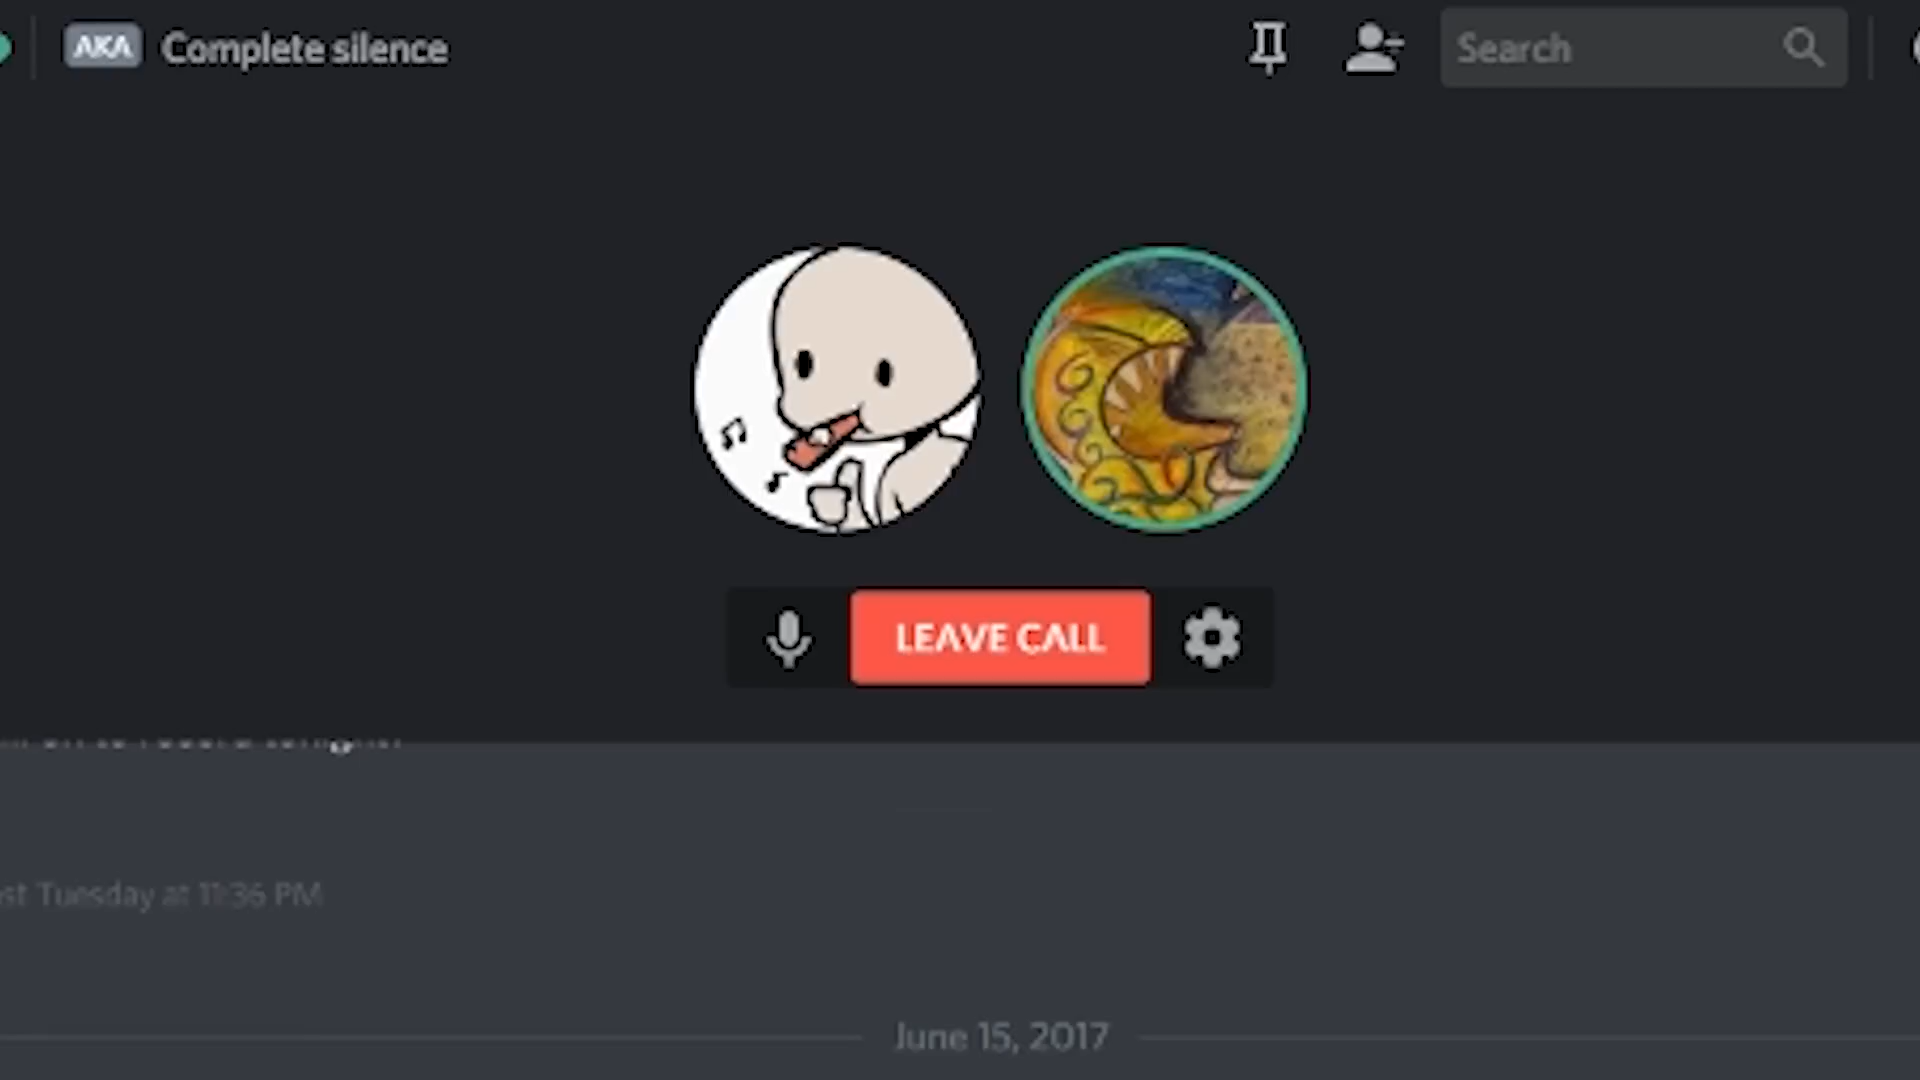 AKA Complete silence
Search
LEAVE CALL
Tuesday at 11:36 PM
June 15, 2017